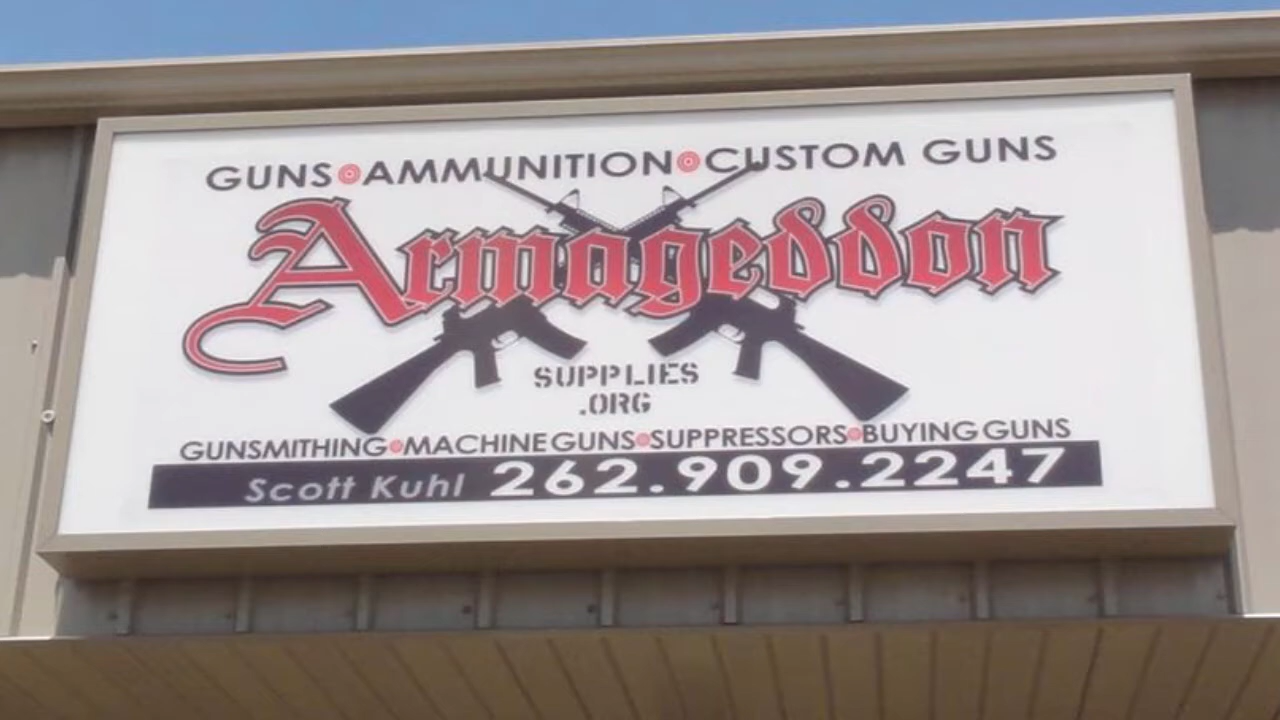 GUNS AMMUNITION CUSTOM GUNS
Armageddon
SUPPLIES
.ORG
GUNSMITHING MACHINE GUNS SUPPRESSORS BUYING GUNS
Scott Kuhl 262.909.2247